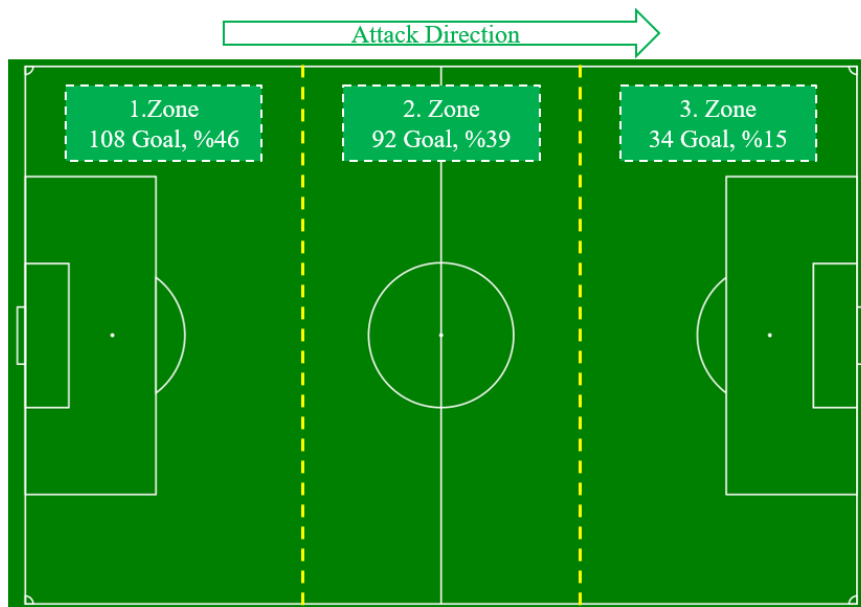 Attack Direction
1.Zone
108 Goal, %46
2. Zone
92 Goal, %39
3. Zone
34 Goal, %15